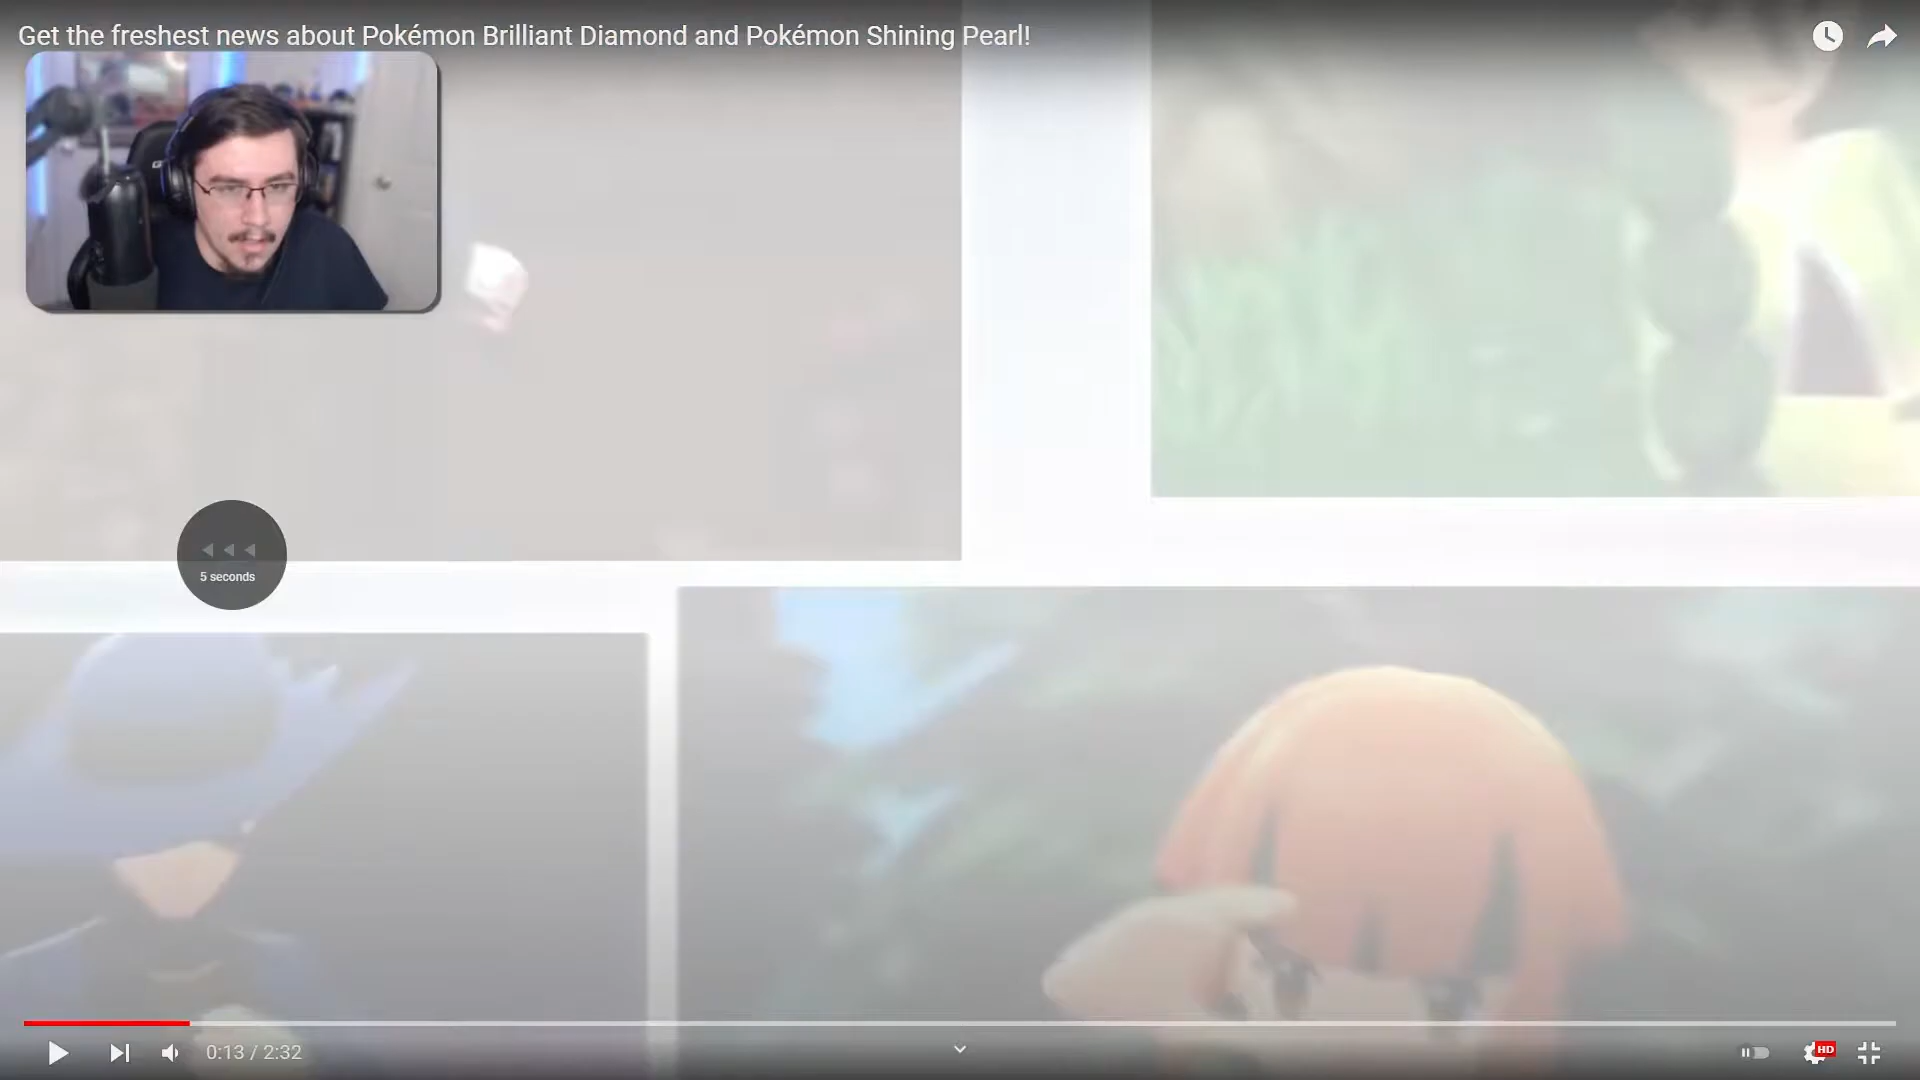 Get the freshest news about Pokémon Brilliant Diamond and Pokémon Shining Pearl!
5 seconds
0:13 / 2:32
HD